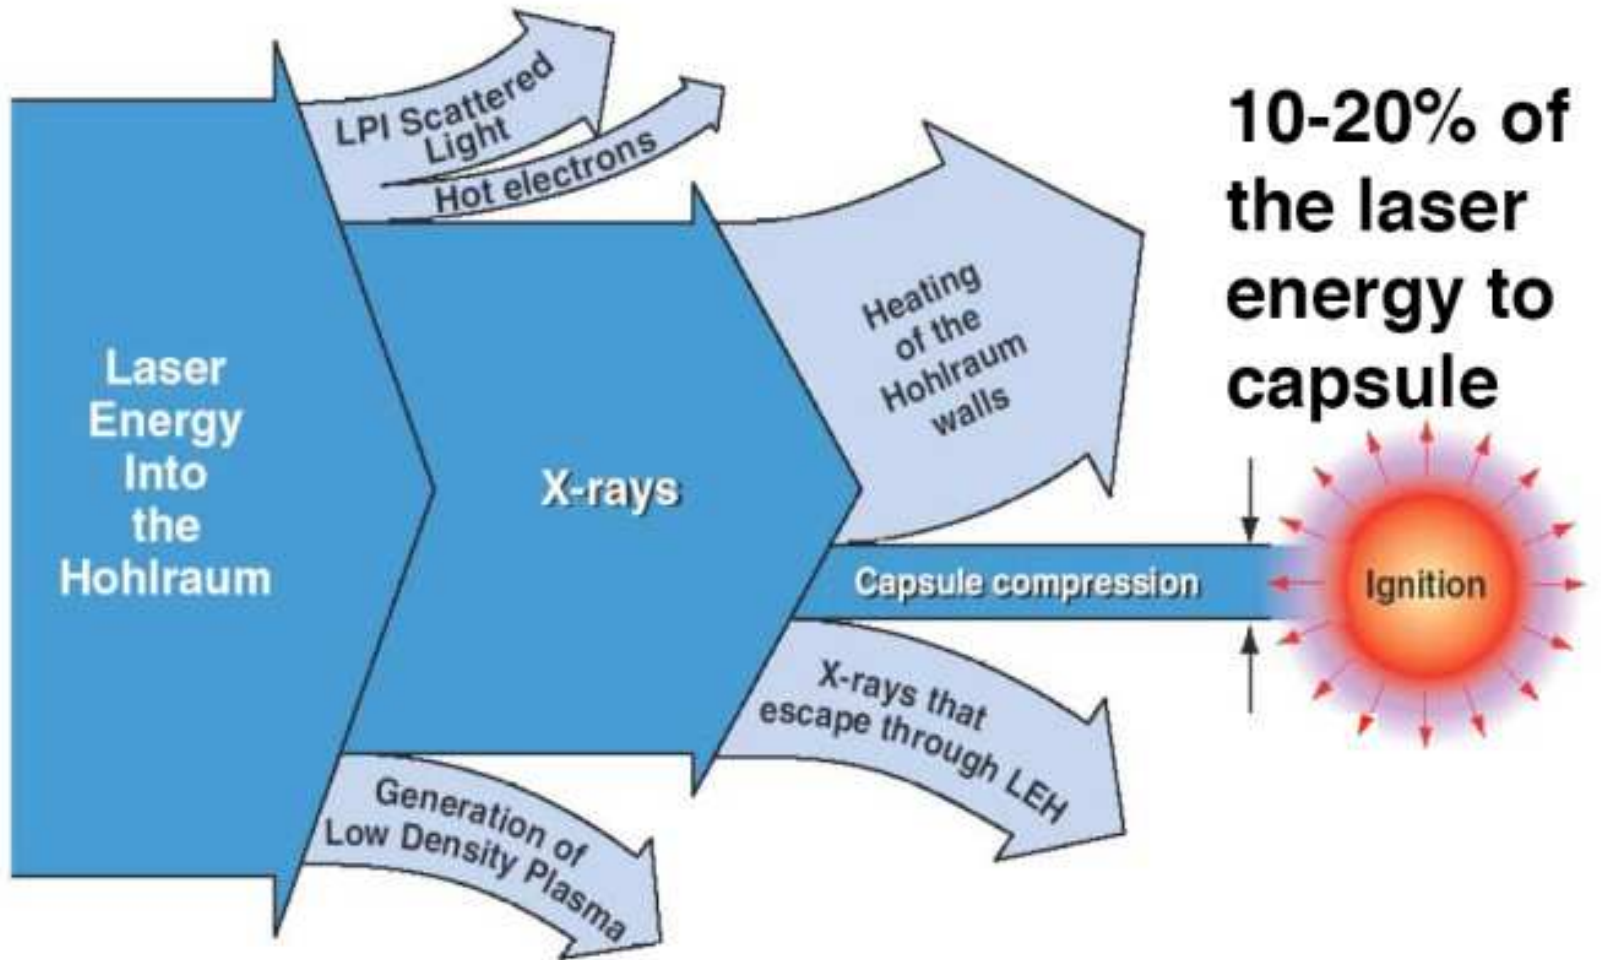 LPI Scattered
Light
Hot electrons
10-20% of
the laser
energy to
capsule
Laser
Energy
Into
the
Hohlraum
X-rays
Heating
of the
Hohlraum
walls
Capsule compression
Ignition
X-rays that
escape through LEH
Generation of
Low Density Plasma